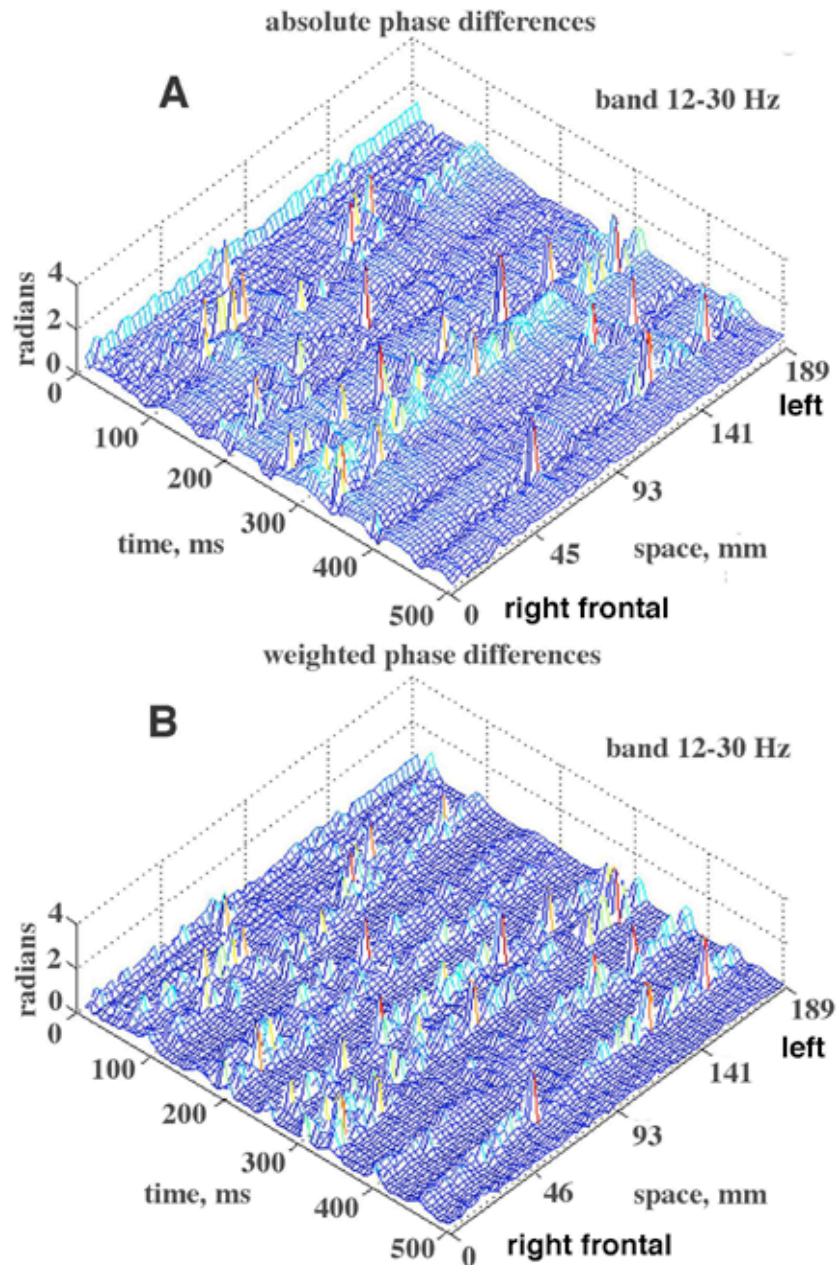 absolute phase differences
A
band 12-30 Hz
4
2
0
radians
0
100
200
300
400
500
time, ms
0
45
93
141
189
space, mm
left
right frontal
weighted phase differences
B
band 12-30 Hz
4
2
0
radians
0
100
200
300
400
500
time, ms
0
46
93
141
189
space, mm
left
right frontal